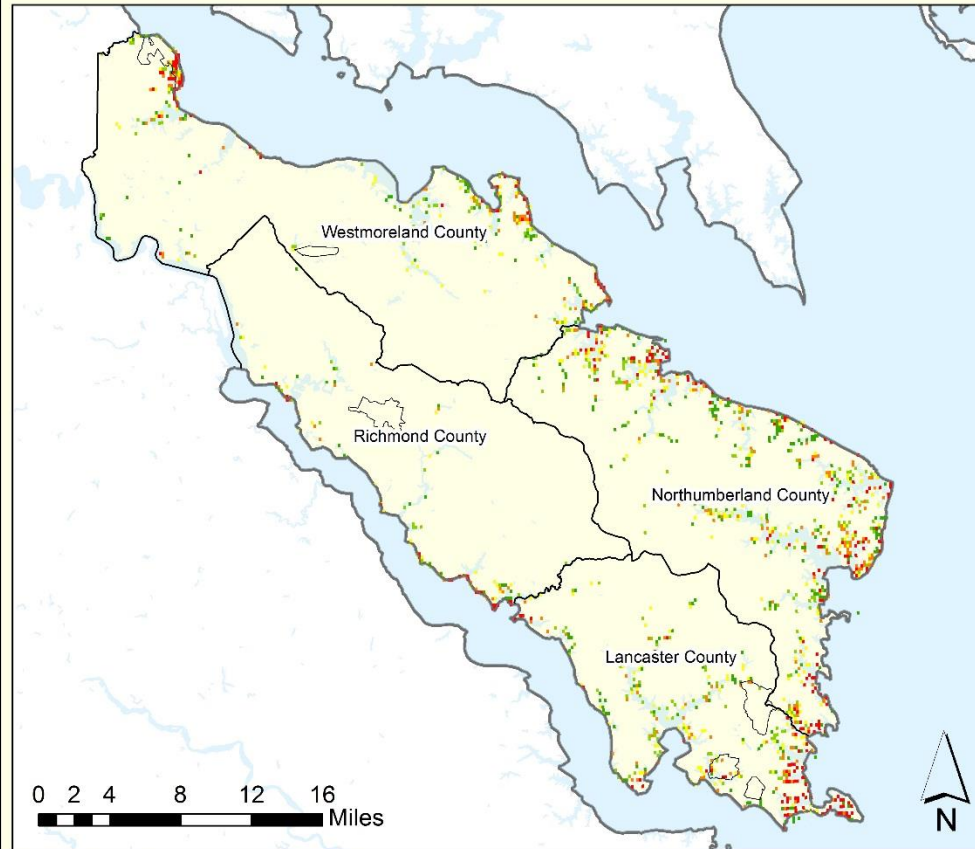 Westmoreland County
Richmond County
Northumberland County
Lancaster County
0 2 4 8 12 16
Miles
N